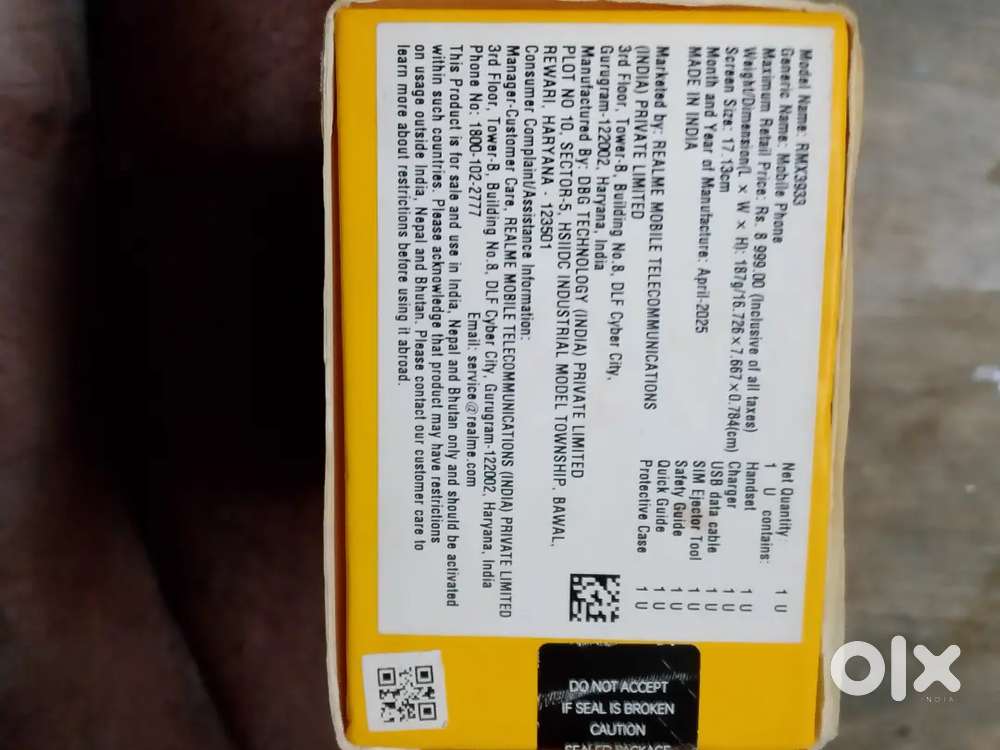 Model Name: RMX3933
Generic Name: Mobile Phone
Maximum Retail Price: Rs. 8 999.00 (Inclusive of all taxes)
Weight/Dimension(L × W × H): 187g/16.726×7.667×0.784(cm)
Screen Size: 17.13cm
Month and Year of Manufacture: April-2025
MADE IN INDIA
Marketed by: REALME MOBILE TELECOMMUNICATIONS
(INDIA) PRIVATE LIMITED
3rd Floor, Tower-B, Building No.8, DLF Cyber City,
Gurugram-122002, Haryana, India
Manufactured By: DBG TECHNOLOGY (INDIA) PRIVATE LIMITED
PLOT NO 10, SECTOR-5, HSIIDC INDUSTRIAL MODEL TOWNSHIP, BAWAL,
REWARI, HARYANA - 123501
Consumer Complaint/Assistance Information:
Manager-Customer Care, REALME MOBILE TELECOMMUNICATIONS (INDIA) PRIVATE LIMITED
3rd Floor, Tower-B, Building No.8, DLF Cyber City, Gurugram-122002, Haryana, India
Phone No: 1800-102-2777 Email: service@realme.com
This Product is for sale and use in India, Nepal and Bhutan only and should be activated
within such countries. Please acknowledge that product may have restrictions
on usage outside India, Nepal and Bhutan. Please contact our customer care to
learn more about restrictions before using it abroad.
Net Quantity: 1 U
1 U contains:
Handset 1 U
Charger 1 U
USB data cable 1 U
SIM Ejector Tool 1 U
Safety Guide 1 U
Quick Guide 1 U
Protective Case 1 U
DO NOT ACCEPT
IF SEAL IS BROKEN
CAUTION
SEALED PACKAGE
olx
INDIA